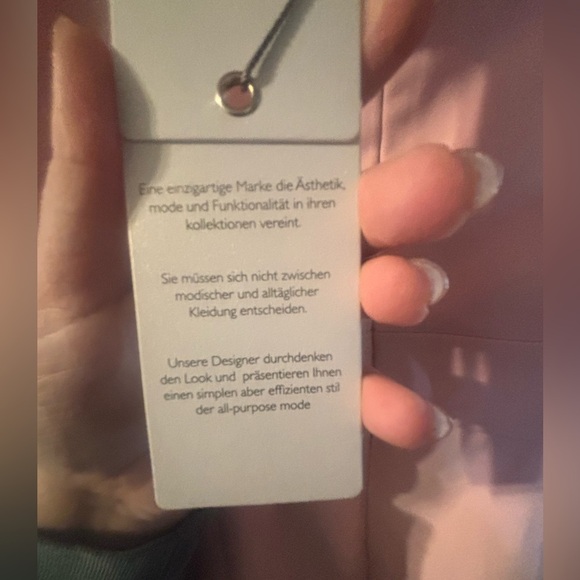 Eine einzigartige Marke die Ästhetik,
mode und Funktionalität in ihren
kollektionen vereint.
Sie müssen sich nicht zwischen
modischer und alltäglicher
Kleidung entscheiden.
Unsere Designer durchdenken
den Look und präsentieren Ihnen
einen simplen aber effizienten stil
der all-purpose mode